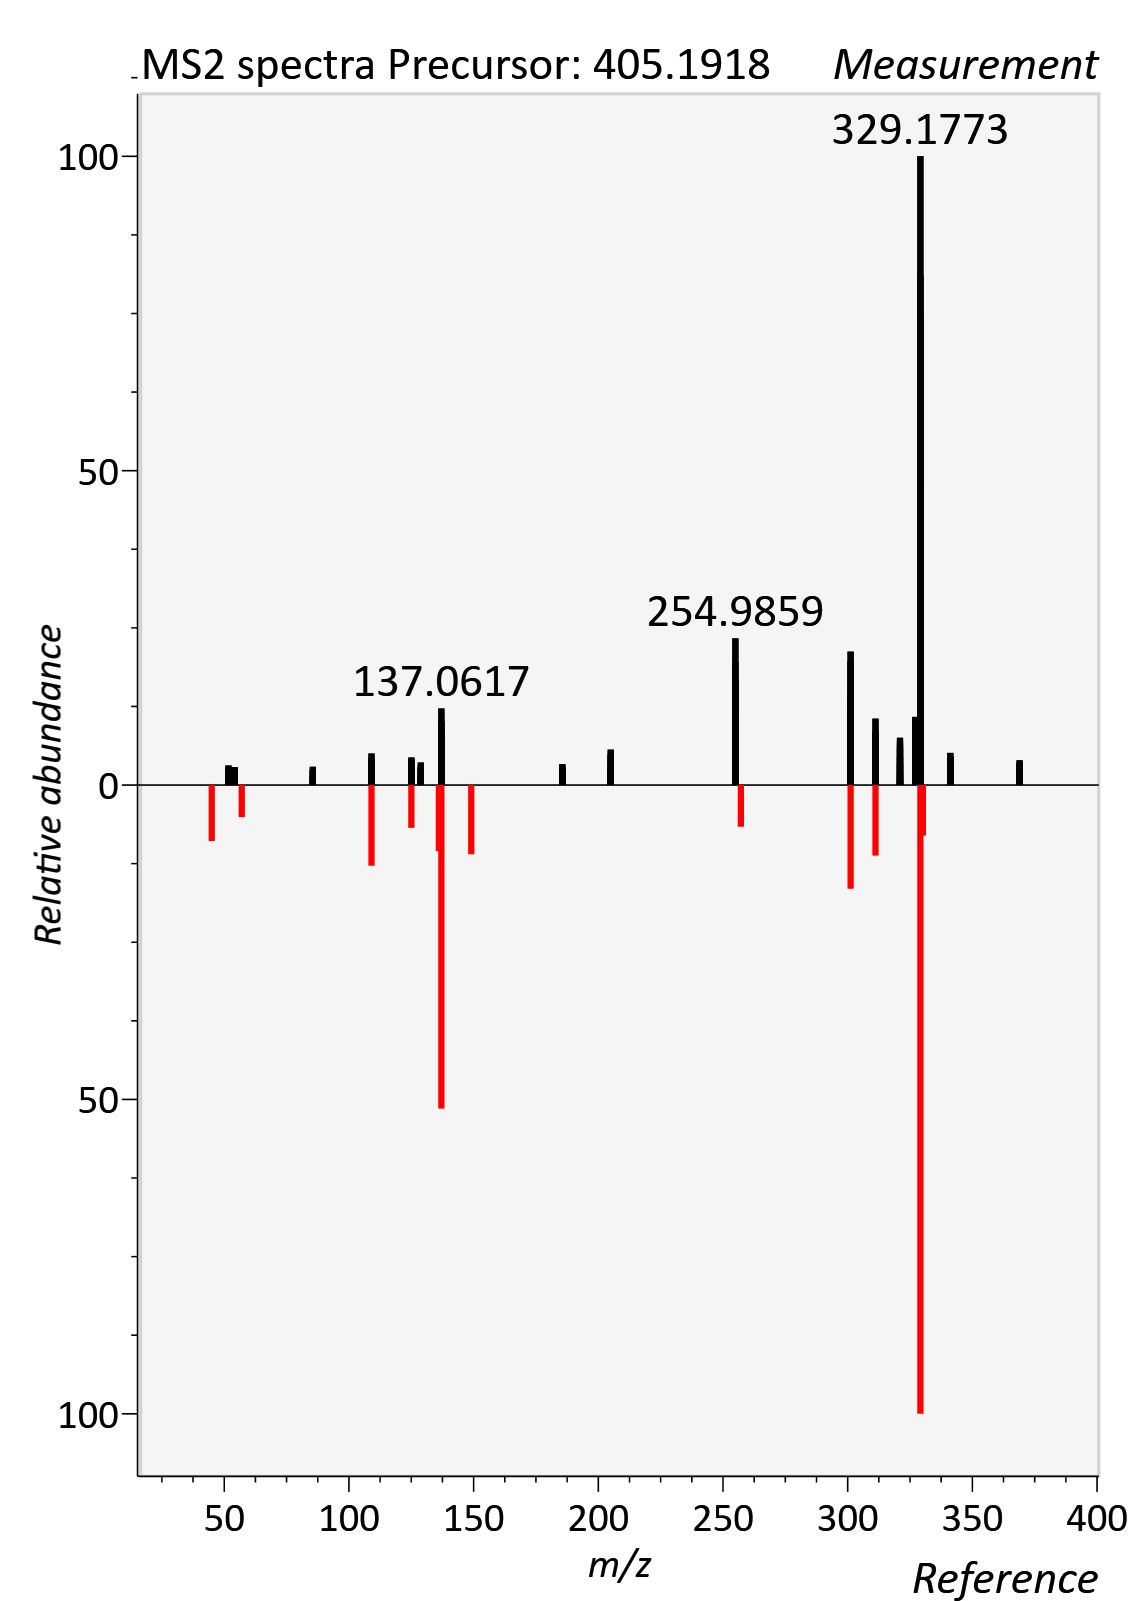 MS2 spectra Precursor: 405.1918 Measurement
329.1773
100
50
254.9859
137.0617
0
50
100
Relative abundance
50 100 150 200 250 300 350 400
m/z
Reference